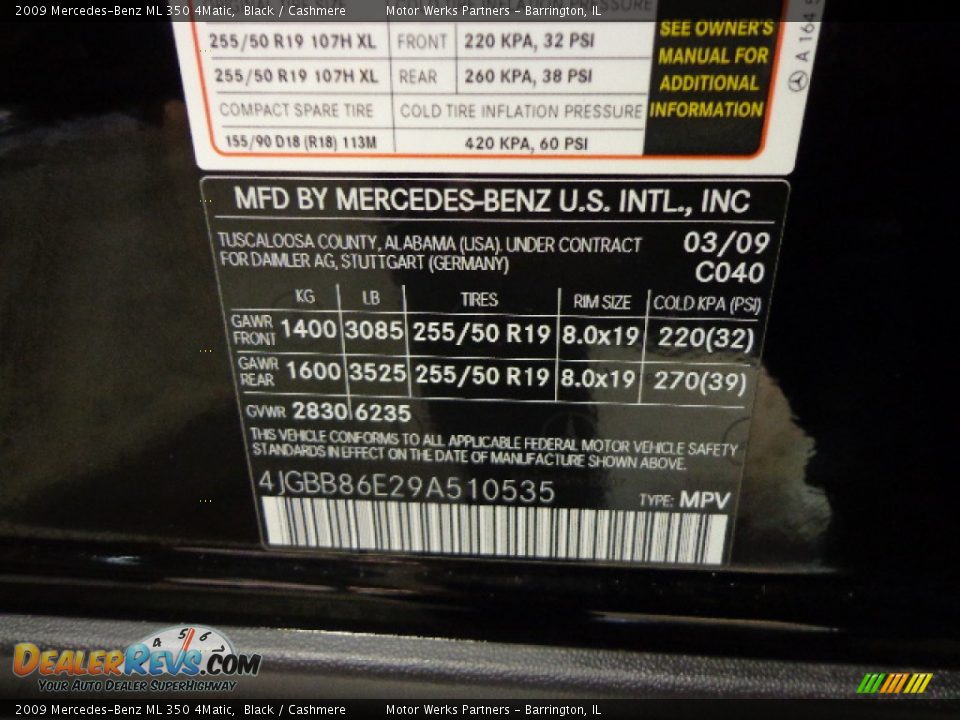 2009 Mercedes-Benz ML 350 4Matic, Black / Cashmere Motor Werks Partners - Barrington, IL
255/50 R19 107H XL FRONT 220 KPA, 32 PSI
255/50 R19 107H XL REAR 260 KPA, 38 PSI
COMPACT SPARE TIRE COLD TIRE INFLATION PRESSURE
155/90 D18 (R18) 113M 420 KPA, 60 PSI
SEE OWNER'S
MANUAL FOR
ADDITIONAL
INFORMATION
A 164 5
MFD BY MERCEDES-BENZ U.S. INTL., INC
TUSCALOOSA COUNTY, ALABAMA (USA). UNDER CONTRACT 03/09
FOR DAIMLER AG, STUTTGART (GERMANY) C040
KG LB TIRES RIM SIZE COLD KPA (PSI)
GAWR FRONT 1400 3085 255/50 R19 8.0x19 220(32)
GAWR REAR 1600 3525 255/50 R19 8.0x19 270(39)
GVWR 2830 6235
THIS VEHICLE CONFORMS TO ALL APPLICABLE FEDERAL MOTOR VEHICLE SAFETY
STANDARDS IN EFFECT ON THE DATE OF MANUFACTURE SHOWN ABOVE.
4JGBB86E29A510535 TYPE: MPV
4 5 6 7
DEALERREVS.COM
YOUR AUTO DEALER SUPERHIGHWAY
2009 Mercedes-Benz ML 350 4Matic, Black / Cashmere Motor Werks Partners - Barrington, IL